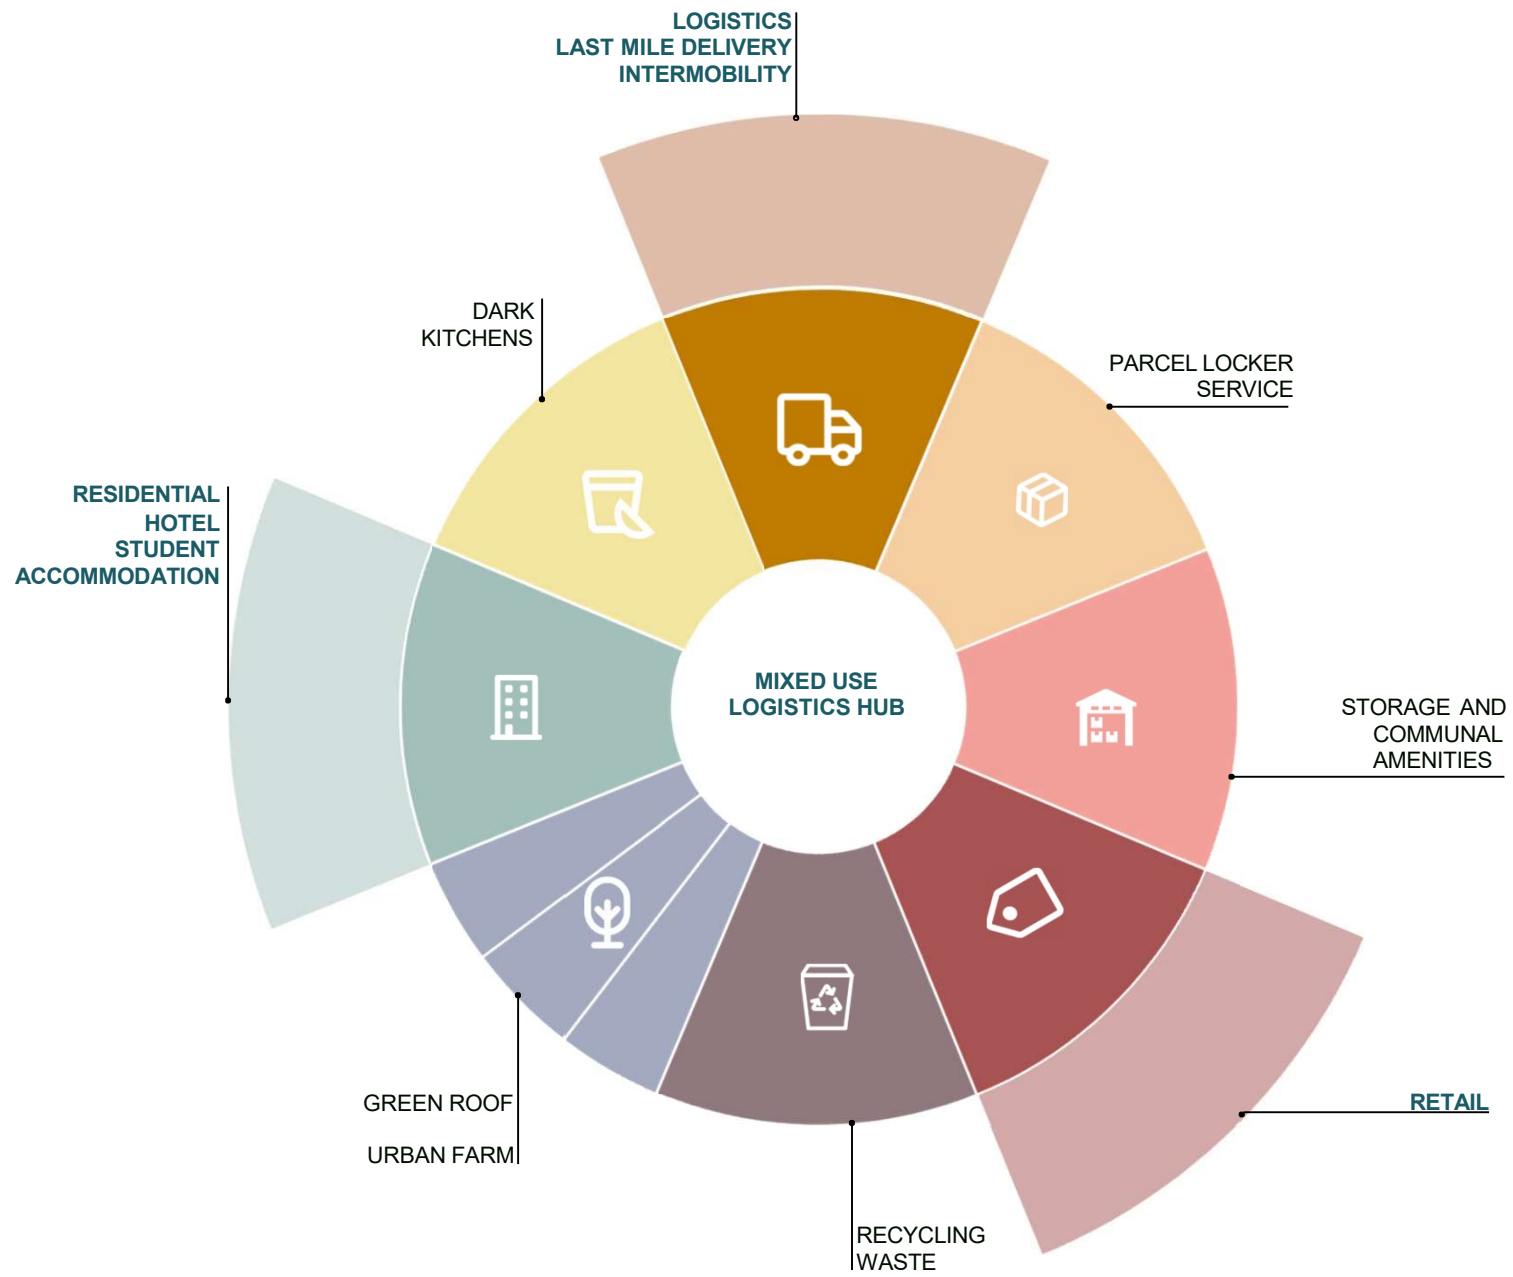 LOGISTICS
LAST MILE DELIVERY
INTERMOBILITY
DARK
KITCHENS
PARCEL LOCKER
SERVICE
RESIDENTIAL
HOTEL
STUDENT
ACCOMMODATION
MIXED USE
LOGISTICS HUB
STORAGE AND
COMMUNAL
AMENITIES
GREEN ROOF
URBAN FARM
RETAIL
RECYCLING
WASTE